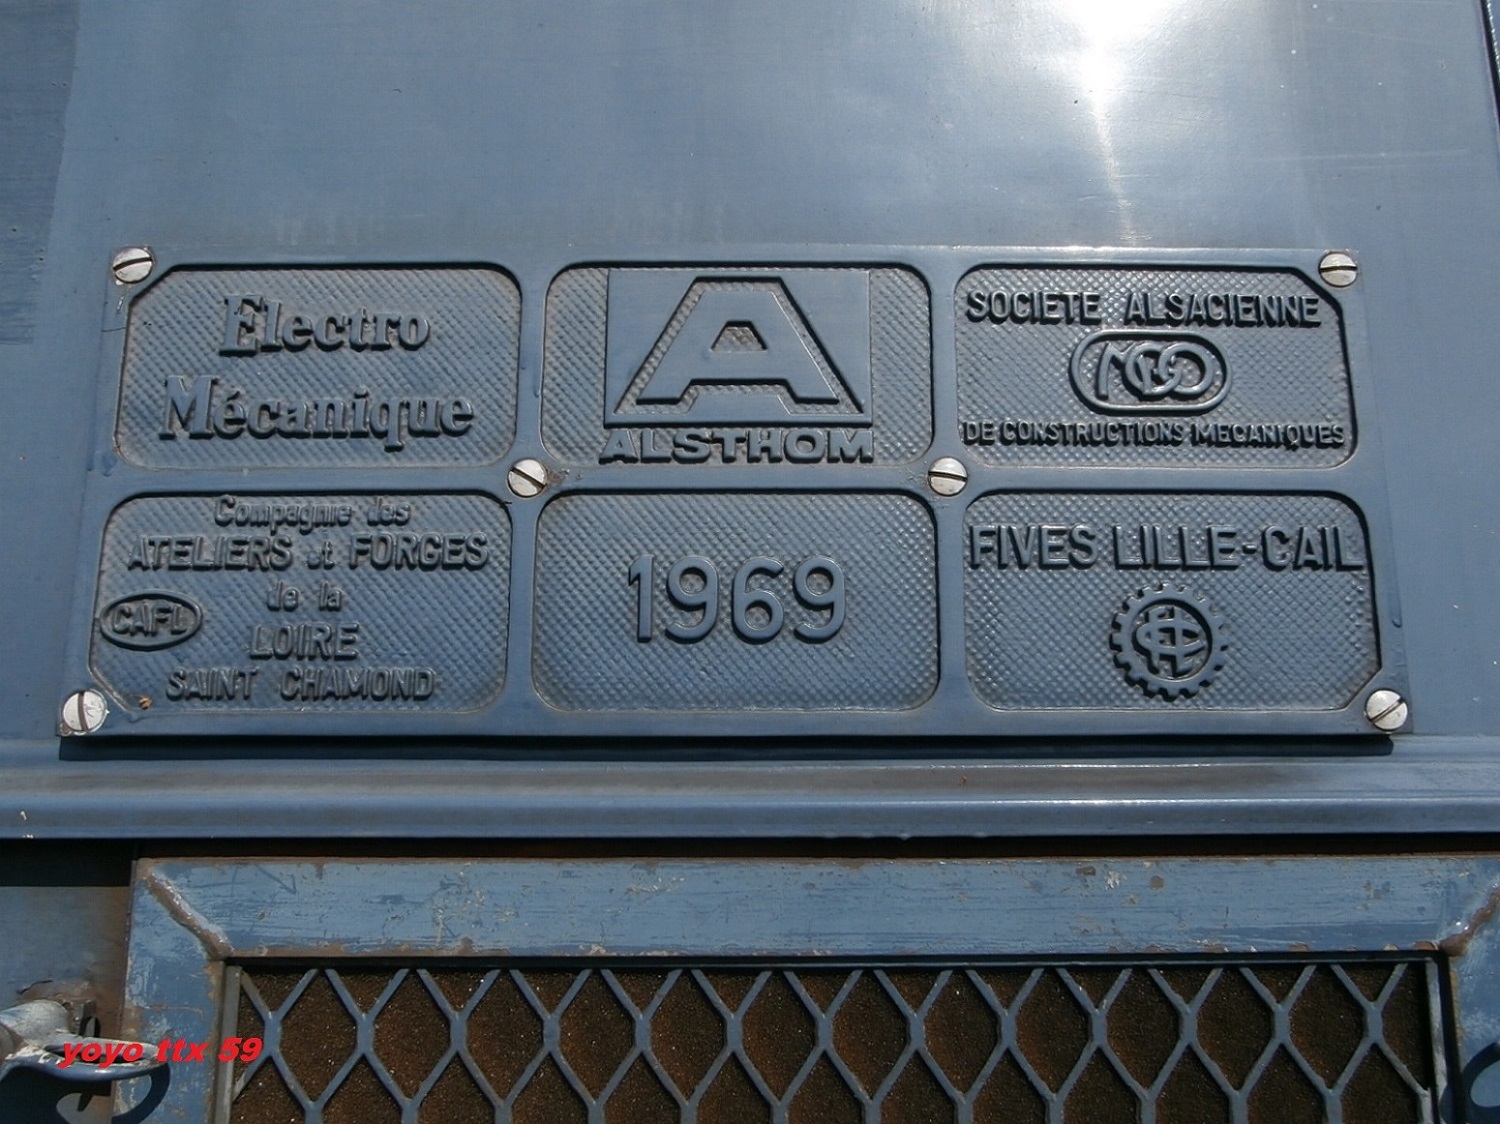 Electro
Mécanique
ALSTHOM
SOCIETE ALSACIENNE
DE CONSTRUCTIONS MECANIQUES
Compagnie des
ATELIERS et FORGES
de la
CAFL
LOIRE
SAINT CHAMOND
1969
FIVES LILLE-CAIL
yoyo ttx 59